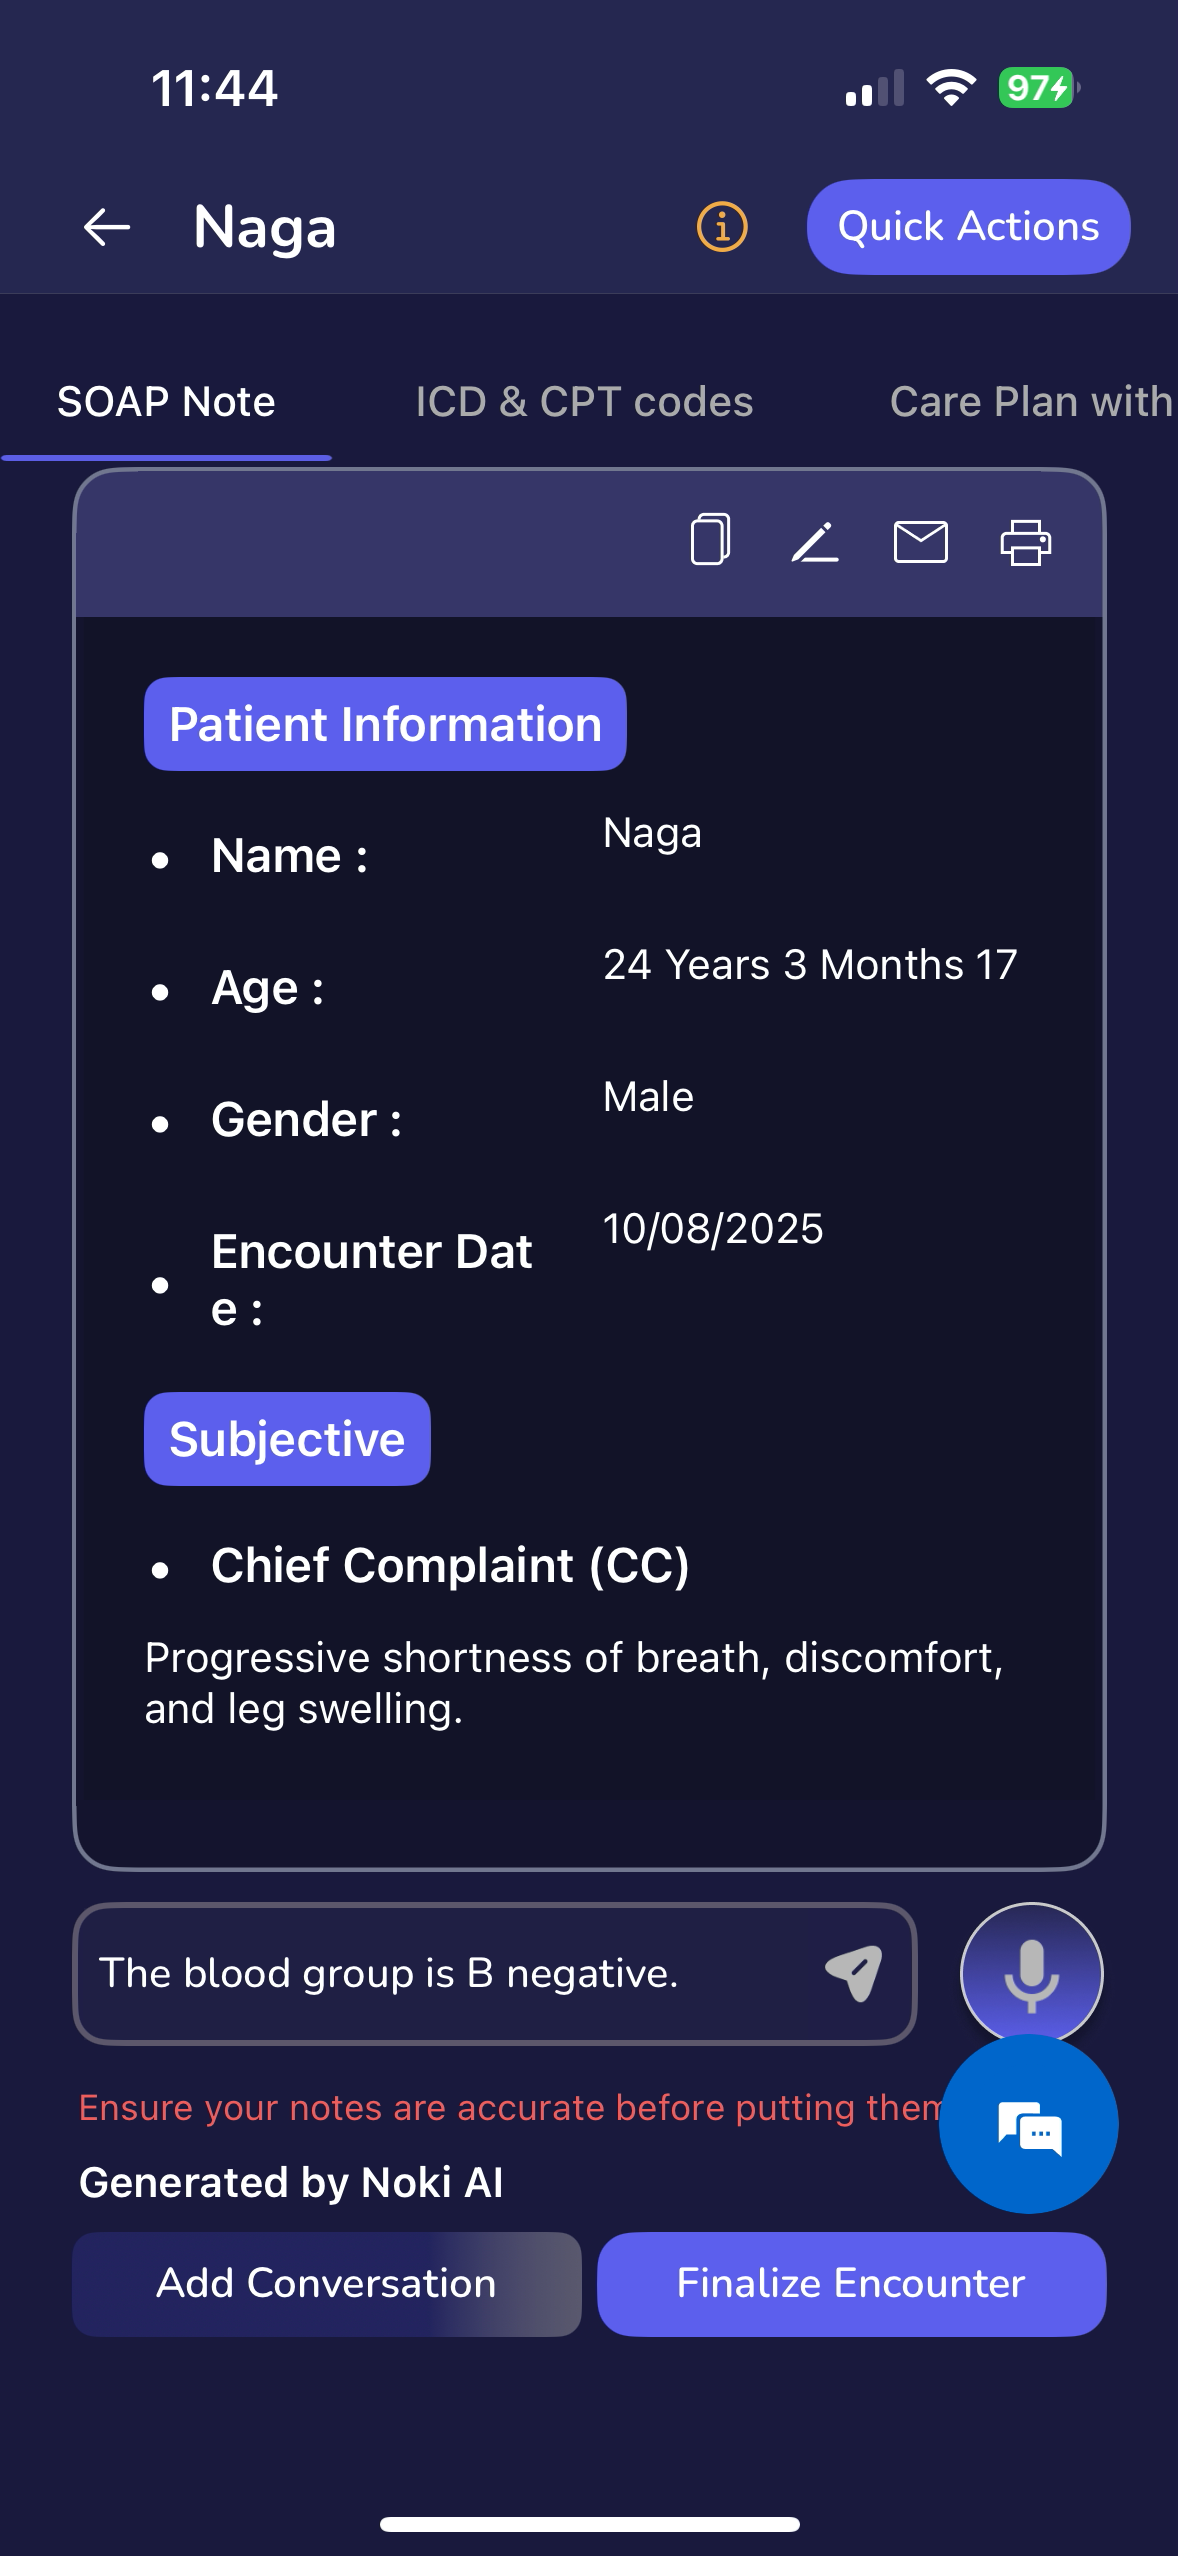 11:44
97
Naga
Quick Actions
SOAP Note
ICD & CPT codes
Care Plan with
Patient Information
Name :
Naga
Age :
24 Years 3 Months 17
Gender :
Male
Encounter Dat
e :
10/08/2025
Subjective
Chief Complaint (CC)
Progressive shortness of breath, discomfort,
and leg swelling.
The blood group is B negative.
Ensure your notes are accurate before putting them
Generated by Noki AI
Add Conversation
Finalize Encounter